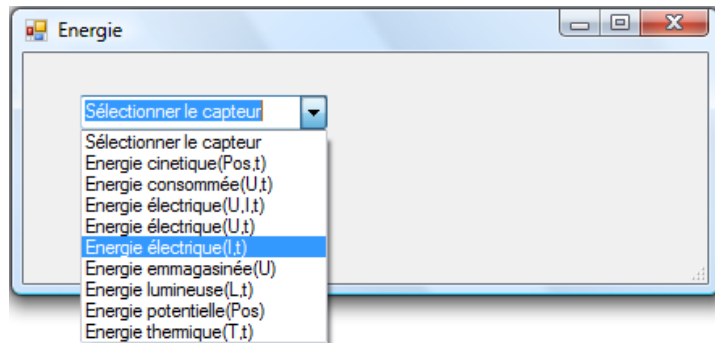 Energie
Sélectionner le capteur
Sélectionner le capteur
Energie cinetique(Pos,t)
Energie consommée(U,t)
Energie électrique(U,I,t)
Energie électrique(U,t)
Energie électrique(I,t)
Energie emmagasinée(U)
Energie lumineuse(L,t)
Energie potentielle(Pos)
Energie thermique(T,t)